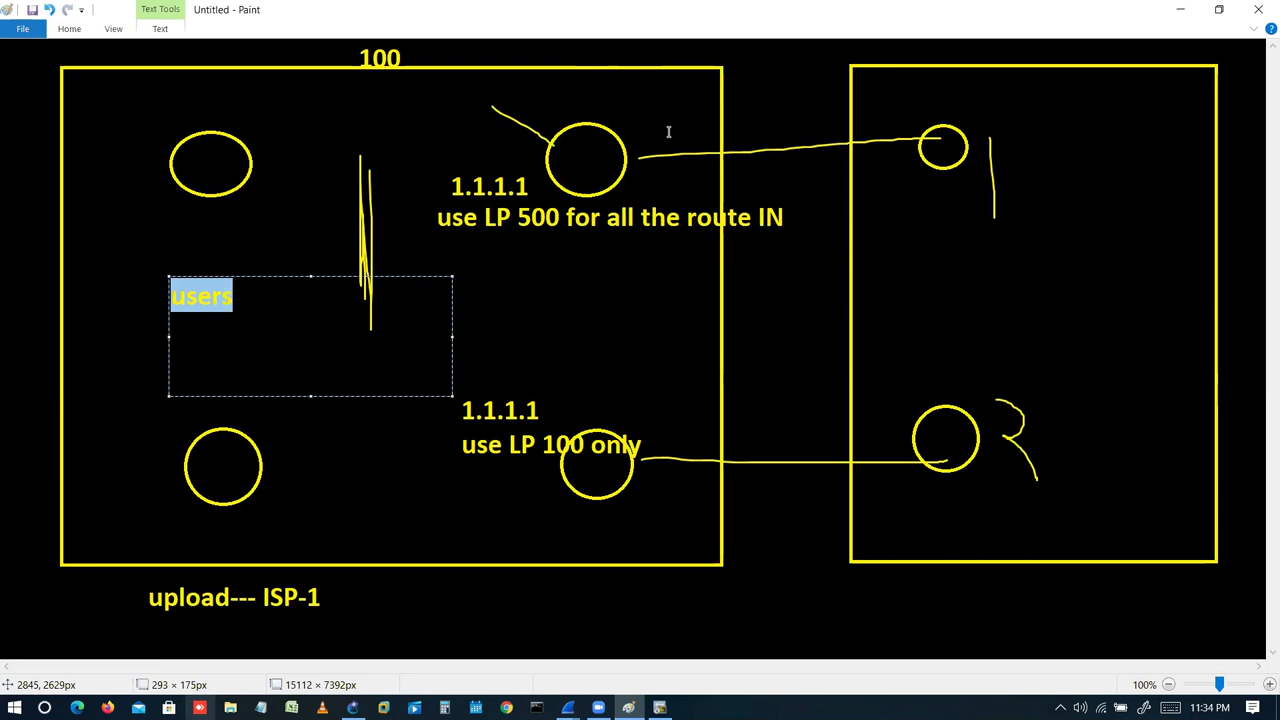 Text Tools
Untitled - Paint
File
Home
View
Text
100
1.1.1.1
use LP 500 for all the route IN
users
1.1.1.1
use LP 100 only
upload--- ISP-1
2845, 2629px
293 × 175px
15112 × 7392px
100%
11:34 PM